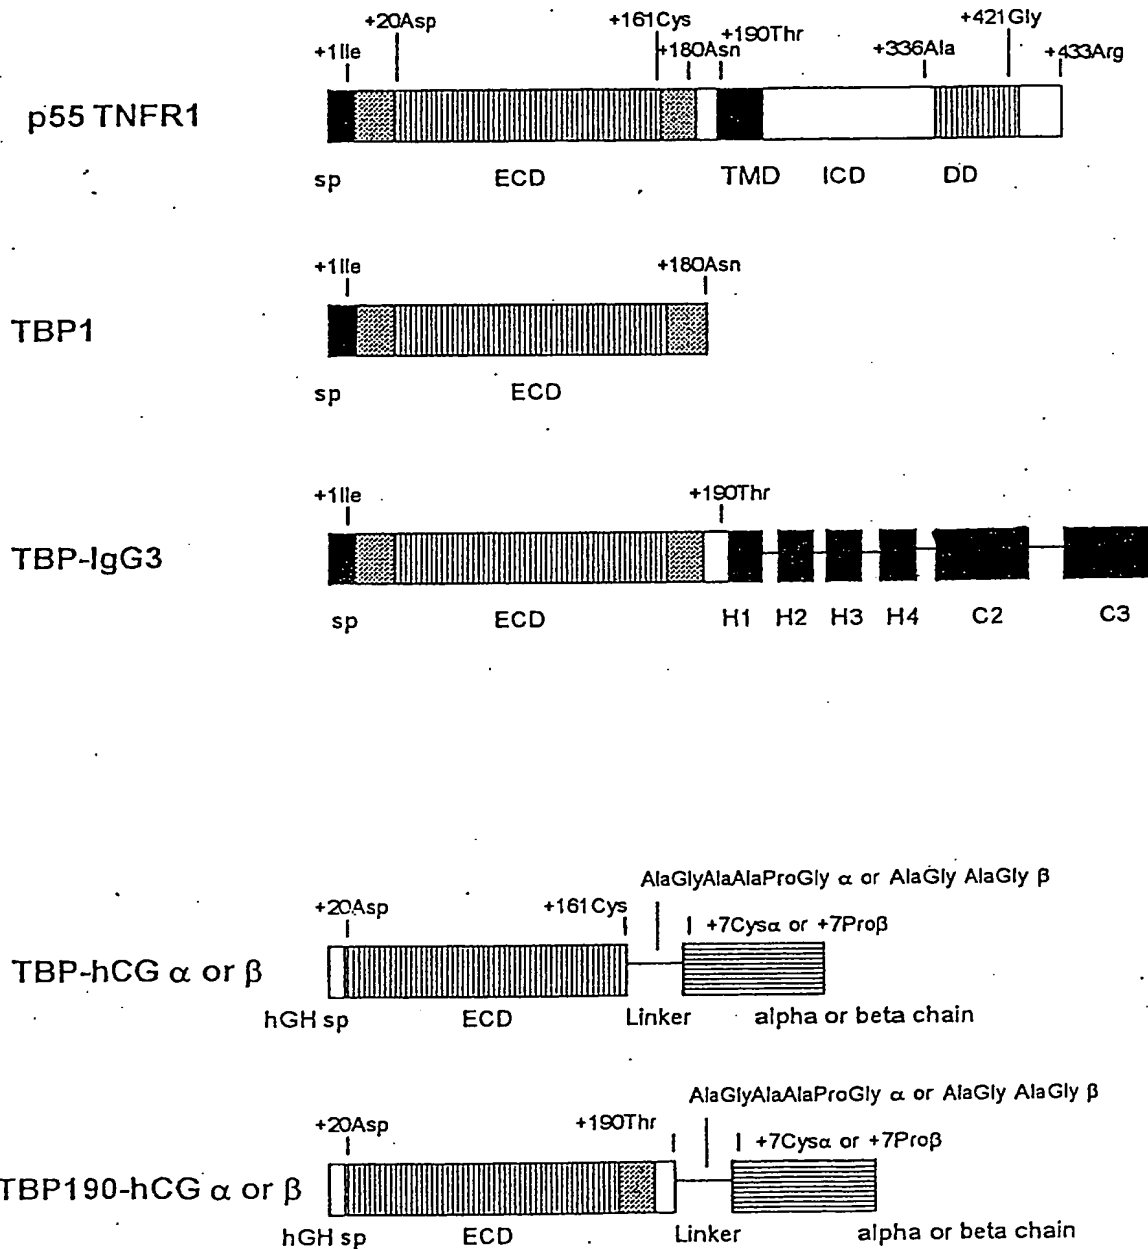 +20Asp +161Cys +421Gly
+1Ile +180Asn +190Thr +336Ala +433Arg
p55 TNFR1
sp ECD TMD ICD DD
+1Ile +180Asn
TBP1
sp ECD
+1Ile +190Thr
TBP-IgG3
sp ECD H1 H2 H3 H4 C2 C3
AlaGlyAlaAlaProGly α or AlaGly AlaGly β
+20Asp +161Cys +7Cysα or +7Proβ
TBP-hCG α or β
hGH sp ECD Linker alpha or beta chain
AlaGlyAlaAlaProGly α or AlaGly AlaGly β
+20Asp +190Thr +7Cysα or +7Proβ
TBP190-hCG α or β
hGH sp ECD Linker alpha or beta chain